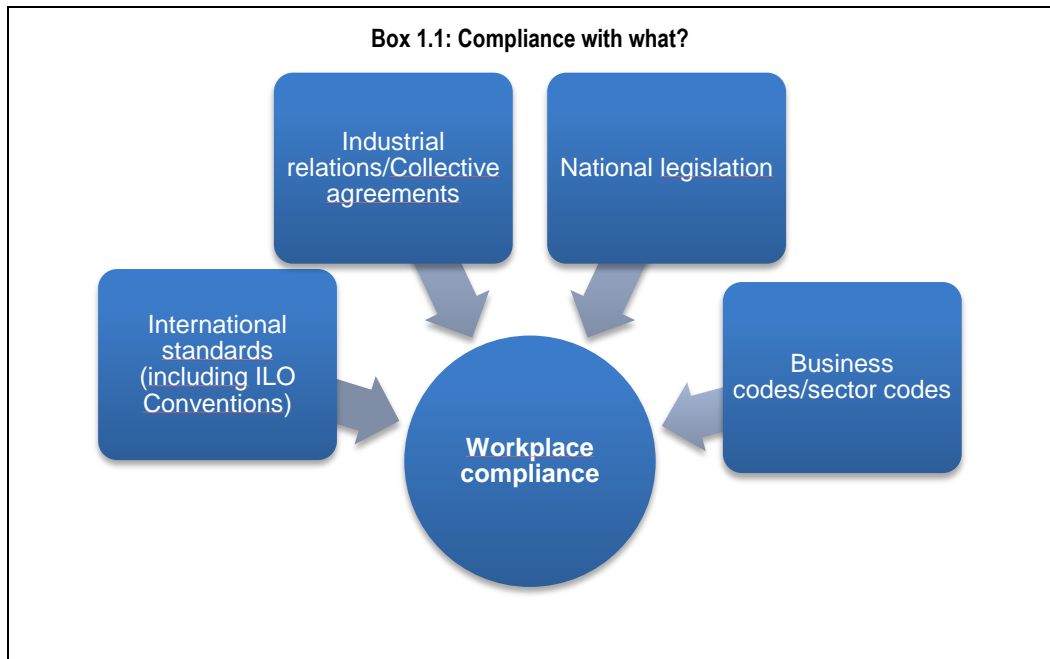 Box 1.1: Compliance with what?
Industrial
relations/Collective
agreements
National legislation
International
standards
(including ILO
Conventions)
Business
codes/sector codes
Workplace
compliance